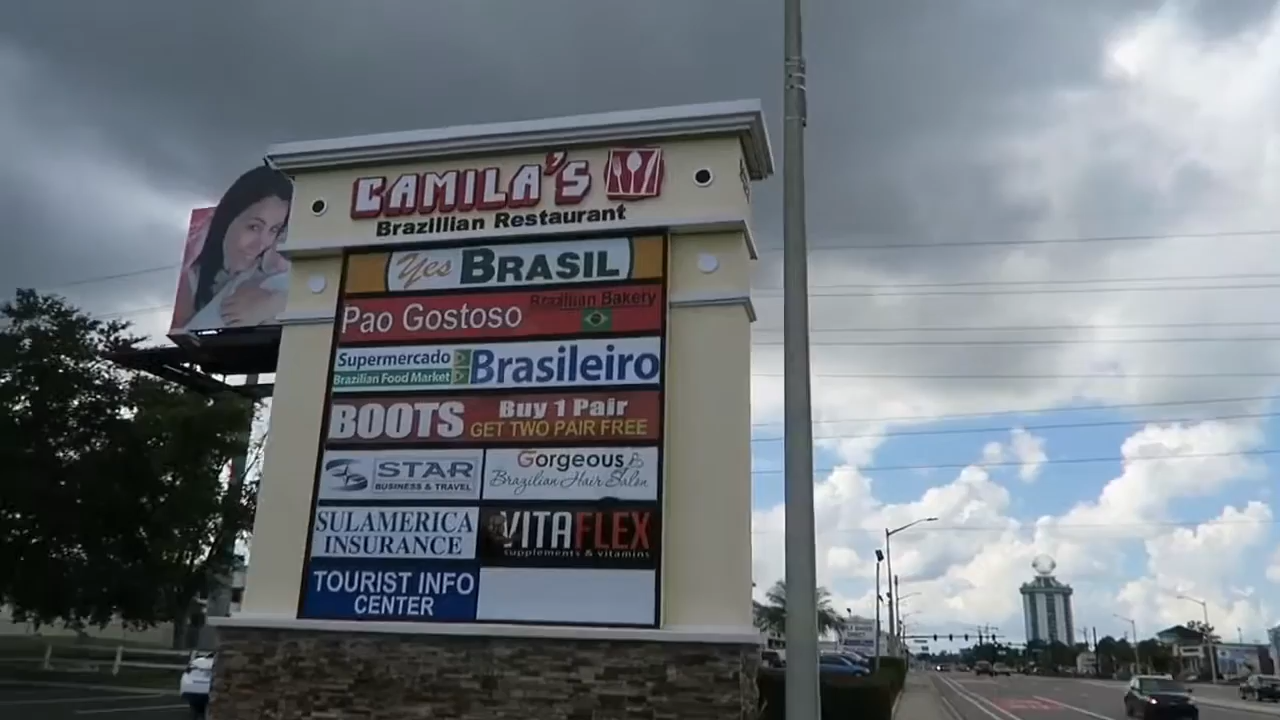 CAMILA'S
Brazilian Restaurant
Yes BRASIL
Brazilian Bakery
Pao Gostoso
Supermercado
Brazilian Food Market
Brasileiro
BOOTS
Buy 1 Pair
GET TWO PAIR FREE
STAR
BUSINESS & TRAVEL
Gorgeous
Brazilian Hair Salon
SULAMERICA
INSURANCE
VITAFLEX
supplements & vitamins
TOURIST INFO
CENTER